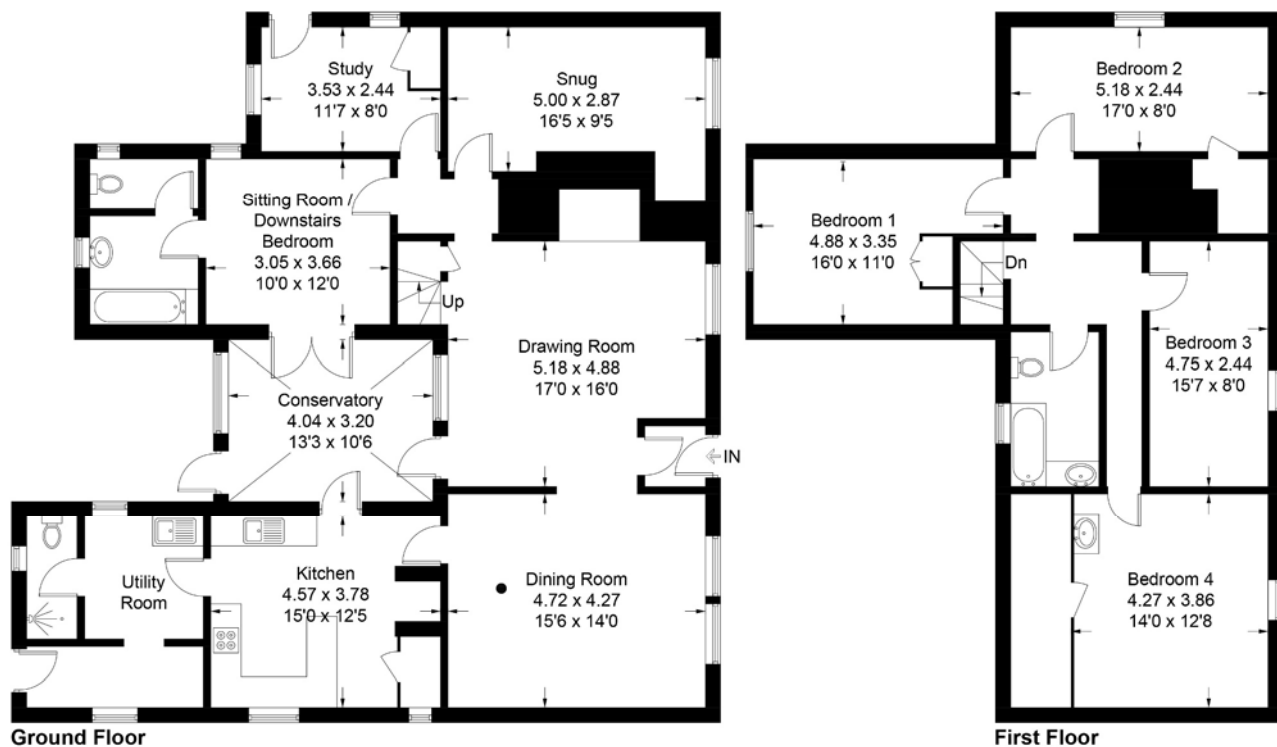 Study
3.53 x 2.44
11'7 x 8'0
Snug
5.00 x 2.87
16'5 x 9'5
Sitting Room /
Downstairs
Bedroom
3.05 x 3.66
10'0 x 12'0
Up
Drawing Room
5.18 x 4.88
17'0 x 16'0
Conservatory
4.04 x 3.20
13'3 x 10'6
IN
Utility
Room
Kitchen
4.57 x 3.78
15'0 x 12'5
Dining Room
4.72 x 4.27
15'6 x 14'0
Ground Floor
Bedroom 2
5.18 x 2.44
17'0 x 8'0
Bedroom 1
4.88 x 3.35
16'0 x 11'0
Dn
Bedroom 3
4.75 x 2.44
15'7 x 8'0
Bedroom 4
4.27 x 3.86
14'0 x 12'8
First Floor